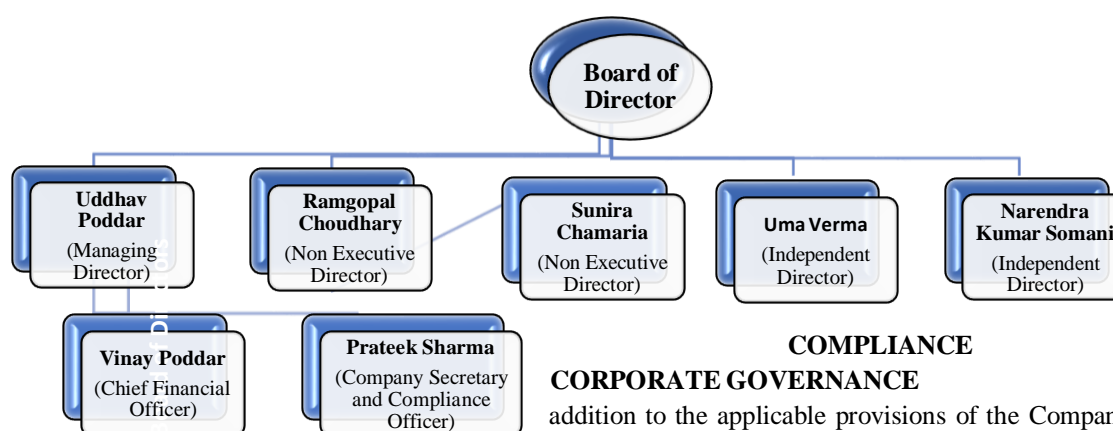 Board of
Director
Uddhav
Poddar
(Managing
Director)
Ramgopal
Choudhary
(Non Executive
Director)
Sunira
Chamaria
(Non Executive
Director)
Uma Verma
(Independent
Director)
Narendra
Kumar Somani
(Independent
Director)
Vinay Poddar
(Chief Financial
Officer)
Prateek Sharma
(Company Secretary
and Compliance
Officer)
COMPLIANCE
CORPORATE GOVERNANCE
addition to the applicable provisions of the Compan